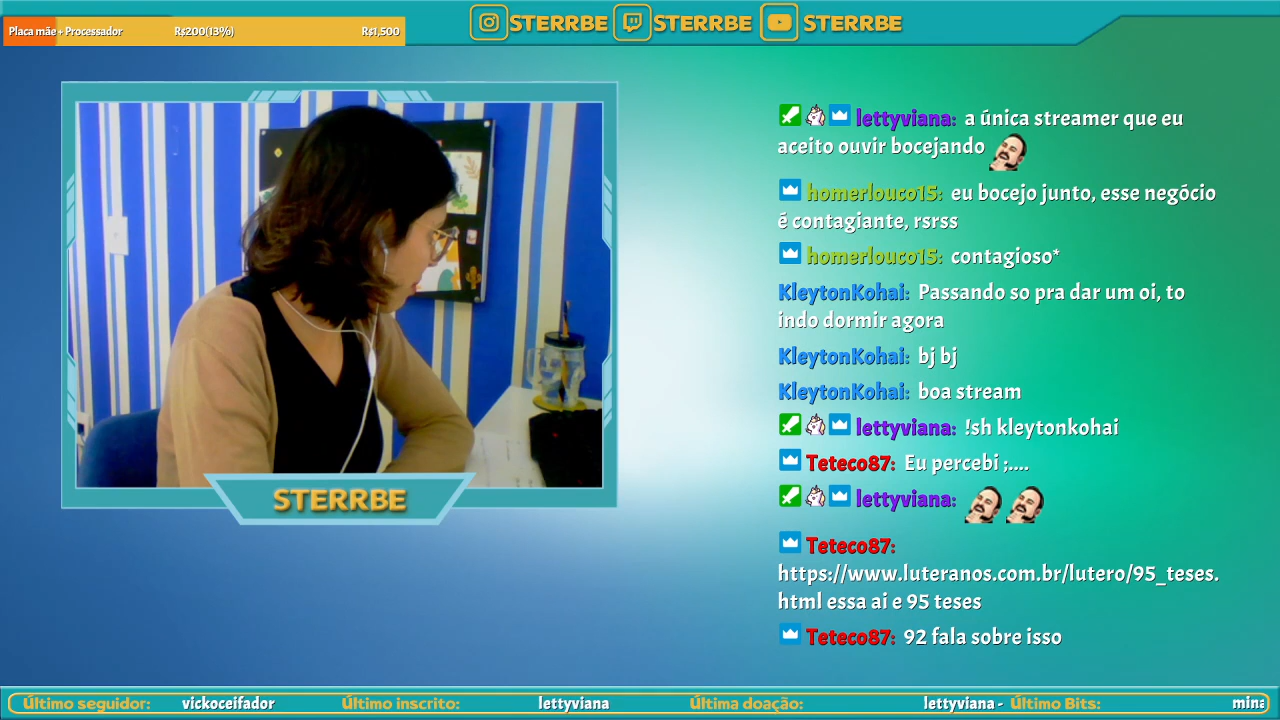 STERRBE STERRBE STERRBE
Placa mãe + Processador R$200(13%) R$1,500
lettyviana: a única streamer que eu
aceito ouvir bocejando
homerlouco15: eu bocejo junto, esse negócio
é contagiante, rsrss
homerlouco15: contagioso*
KleytonKohai: Passando so pra dar um oi, to
indo dormir agora
KleytonKohai: bj bj
KleytonKohai: boa stream
lettyviana: !sh kleytonkohai
Teteco87: Eu percebi ;....
lettyviana:
Teteco87:
https://www.luteranos.com.br/lutero/95_teses.
html essa ai e 95 teses
Teteco87: 92 fala sobre isso
STERRBE
Último seguidor: vickoceifador Último inscrito: lettyviana Última doação: lettyviana - Último Bits: mina